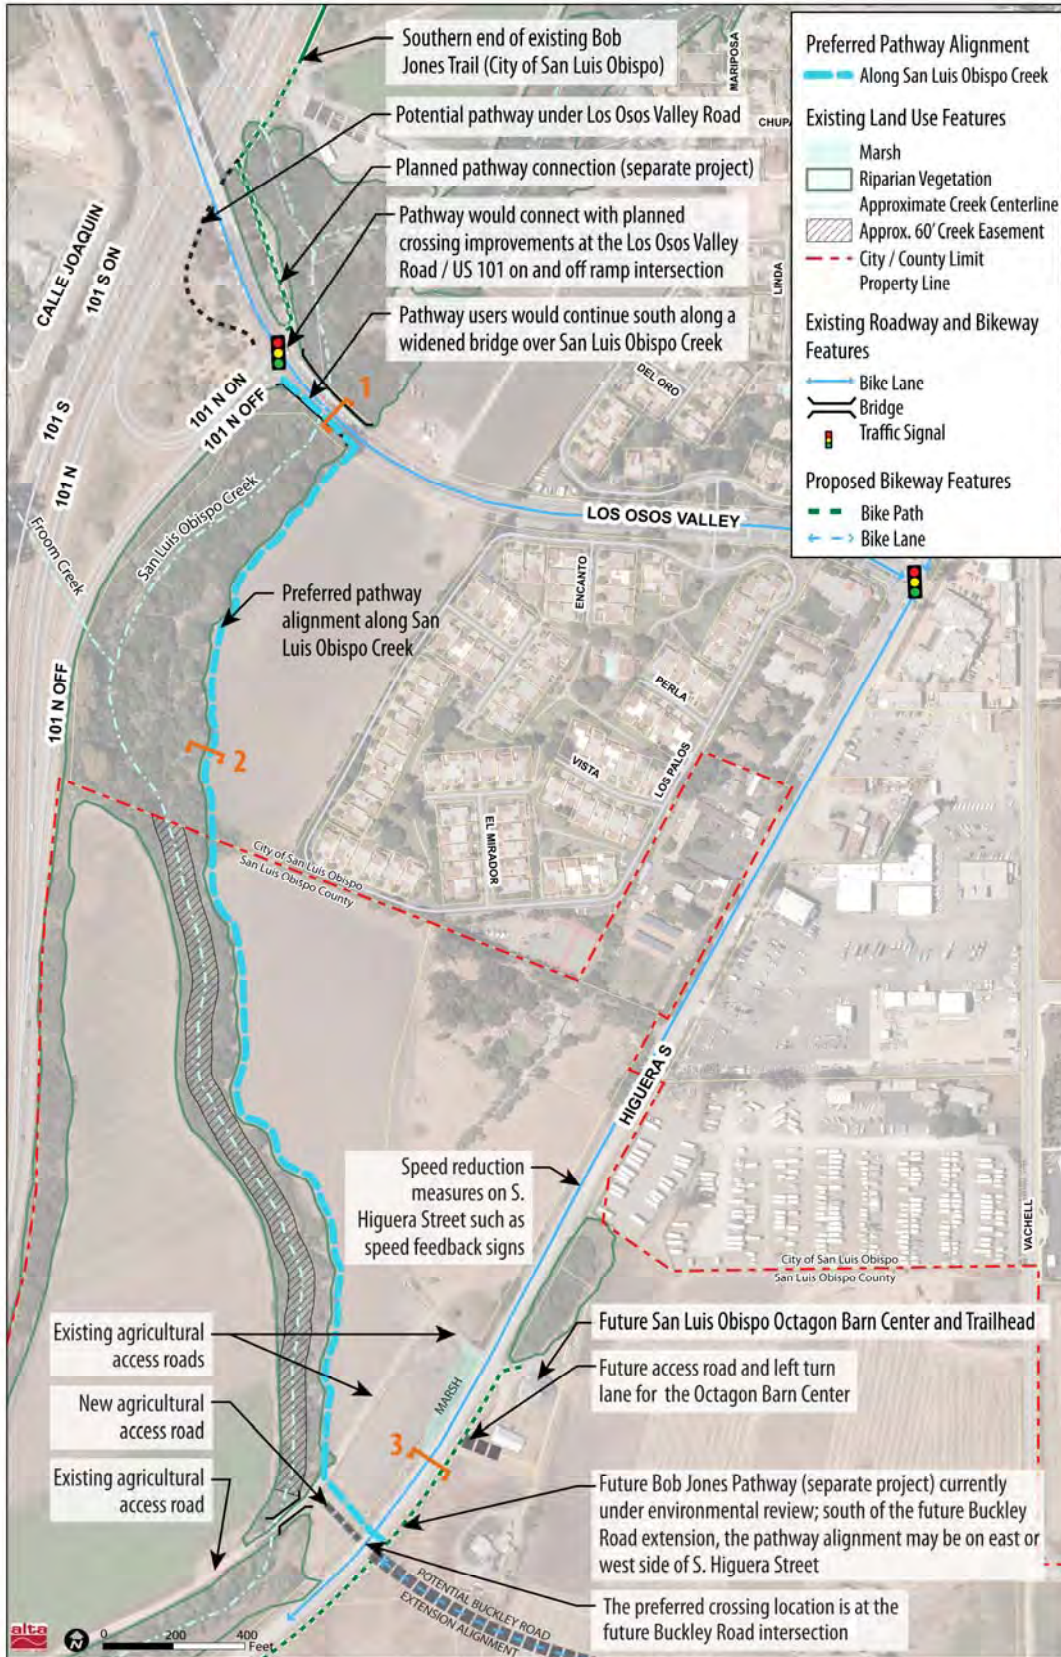 Southern end of existing Bob
Jones Trail (City of San Luis Obispo)
Potential pathway under Los Osos Valley Road
Planned pathway connection (separate project)
Pathway would connect with planned
crossing improvements at the Los Osos Valley
Road / US 101 on and off ramp intersection
Pathway users would continue south along a
widened bridge over San Luis Obispo Creek
MARIPOSA
CHUPA
LINDA
DEL ORO
Preferred Pathway Alignment
Along San Luis Obispo Creek
Existing Land Use Features
Marsh
Riparian Vegetation
Approximate Creek Centerline
Approx. 60' Creek Easement
City / County Limit
Property Line
Existing Roadway and Bikeway
Features
Bike Lane
Bridge
Traffic Signal
Proposed Bikeway Features
Bike Path
Bike Lane
CALLE JOAQUIN
101 S ON
101 S
101 N
101 N ON
101 N OFF
1
Froom Creek
San Luis Obispo Creek
LOS OSOS VALLEY
ENCANTO
Preferred pathway
alignment along San
Luis Obispo Creek
101 N OFF
PERLA
2
VISTA
LOS PALOS
EL MIRADOR
City of San Luis Obispo
San Luis Obispo County
HIGUERA S
Speed reduction
measures on S.
Higuera Street such as
speed feedback signs
VACHELL
City of San Luis Obispo
San Luis Obispo County
Existing agricultural
access roads
Future San Luis Obispo Octagon Barn Center and Trailhead
Future access road and left turn
lane for the Octagon Barn Center
MARSH
New agricultural
access road
3
Existing agricultural
access road
Future Bob Jones Pathway (separate project) currently
under environmental review; south of the future Buckley
Road extension, the pathway alignment may be on east or
west side of S. Higuera Street
POTENTIAL BUCKLEY ROAD
EXTENSION ALIGNMENT
The preferred crossing location is at the
future Buckley Road intersection
alta
N
0 200 400
Feet